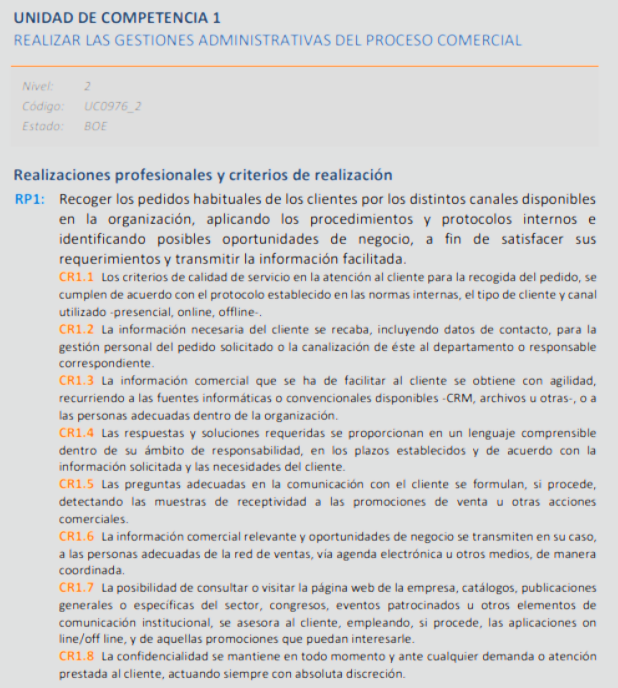 UNIDAD DE COMPETENCIA 1
REALIZAR LAS GESTIONES ADMINISTRATIVAS DEL PROCESO COMERCIAL
Nivel: 2
Código: UC0976_2
Estado: BOE
Realizaciones profesionales y criterios de realización
RP1: Recoger los pedidos habituales de los clientes por los distintos canales disponibles
en la organización, aplicando los procedimientos y protocolos internos e
identificando posibles oportunidades de negocio, a fin de satisfacer sus
requerimientos y transmitir la información facilitada.
CR1.1 Los criterios de calidad de servicio en la atención al cliente para la recogida del pedido, se
cumplen de acuerdo con el protocolo establecido en las normas internas, el tipo de cliente y canal
utilizado -presencial, online, offline-.
CR1.2 La información necesaria del cliente se recaba, incluyendo datos de contacto, para la
gestión personal del pedido solicitado o la canalización de éste al departamento o responsable
correspondiente.
CR1.3 La información comercial que se ha de facilitar al cliente se obtiene con agilidad,
recurriendo a las fuentes informáticas o convencionales disponibles -CRM, archivos u otras-, o a
las personas adecuadas dentro de la organización.
CR1.4 Las respuestas y soluciones requeridas se proporcionan en un lenguaje comprensible
dentro de su ámbito de responsabilidad, en los plazos establecidos y de acuerdo con la
información solicitada y las necesidades del cliente.
CR1.5 Las preguntas adecuadas en la comunicación con el cliente se formulan, si procede,
detectando las muestras de receptividad a las promociones de venta u otras acciones
comerciales.
CR1.6 La información comercial relevante y oportunidades de negocio se transmiten en su caso,
a las personas adecuadas de la red de ventas, vía agenda electrónica u otros medios, de manera
coordinada.
CR1.7 La posibilidad de consultar o visitar la página web de la empresa, catálogos, publicaciones
generales o específicas del sector, congresos, eventos patrocinados u otros elementos de
comunicación institucional, se asesora al cliente, empleando, si procede, las aplicaciones on
line/off line, y de aquellas promociones que puedan interesarle.
CR1.8 La confidencialidad se mantiene en todo momento y ante cualquier demanda o atención
prestada al cliente, actuando siempre con absoluta discreción.